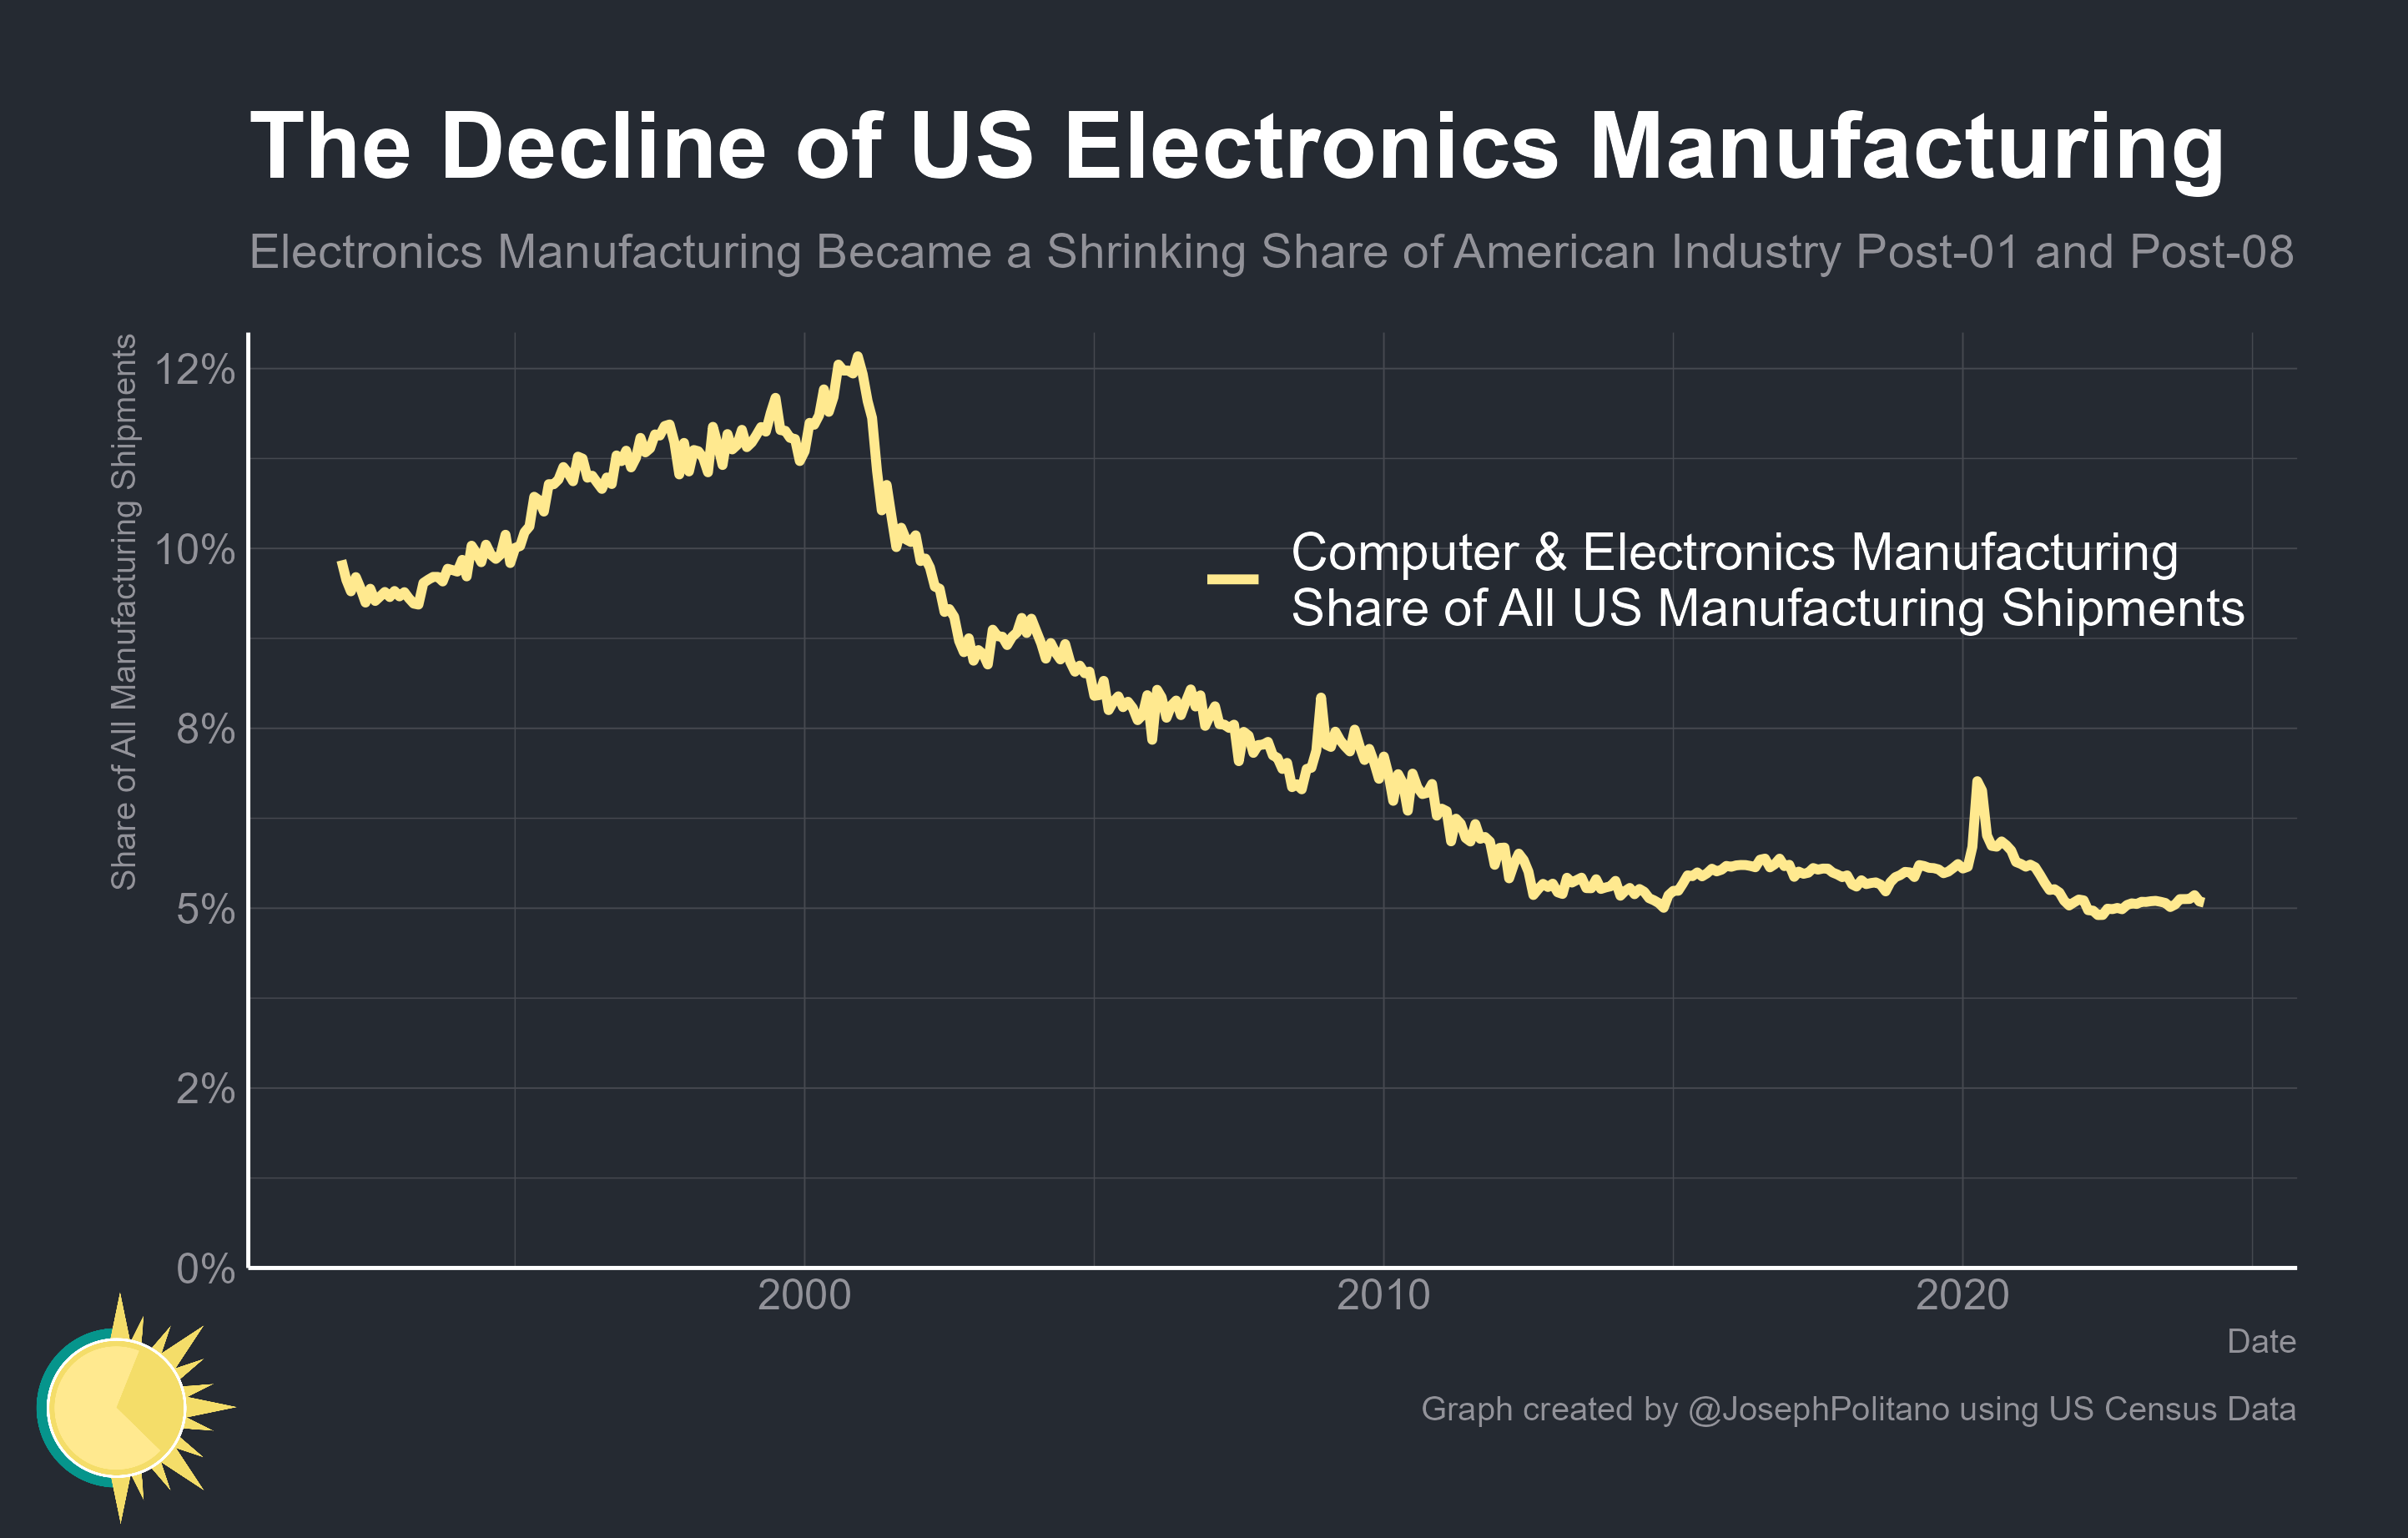 The Decline of US Electronics Manufacturing
Electronics Manufacturing Became a Shrinking Share of American Industry Post-01 and Post-08
Share of All Manufacturing Shipments
12%
10%
8%
5%
2%
0%
Computer & Electronics Manufacturing
Share of All US Manufacturing Shipments
2000
2010
2020
Date
Graph created by @JosephPolitano using US Census Data